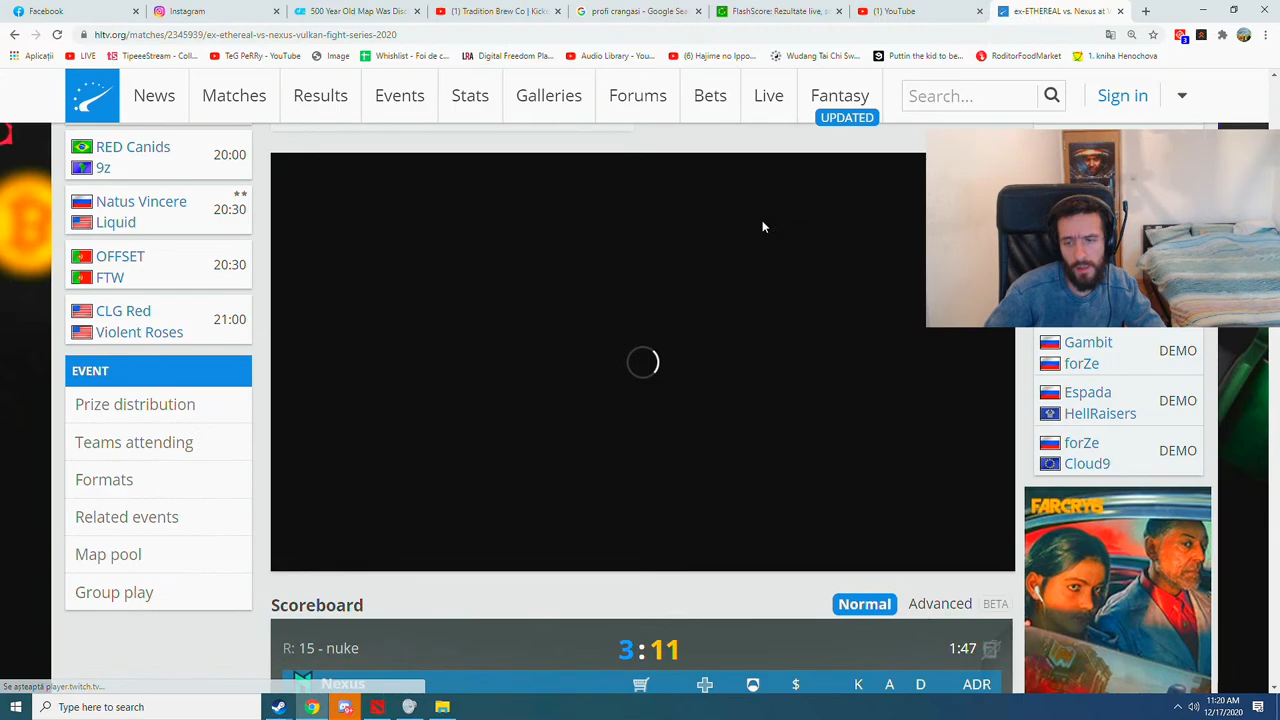 Facebook
Instagram
500 Year Old Map Was Disc
(1) Tradition Brew Co | Kick
profi crangasi - Google Sea
FlashScore: Rezultate live, s
(1) YouTube
ex-ETHEREAL vs. Nexus at V
hltv.org/matches/2345939/ex-ethereal-vs-nexus-vulkan-fight-series-2020
Aplicații
LIVE
TipeeeStream - Coll...
TeG PeRRy - YouTube
Image
Whishlist - Foi de c...
Digital Freedom Pla...
Audio Library - You...
(6) Hajime no Ippo...
Wudang Tai Chi Sw...
Puttin the kid to be...
RoditorFoodMarket
1. kniha Henochova
News
Matches
Results
Events
Stats
Galleries
Forums
Bets
Live
Fantasy
UPDATED
Search...
Sign in
RED Canids
9z
20:00
Natus Vincere
Liquid
20:30
OFFSET
FTW
20:30
CLG Red
Violent Roses
21:00
EVENT
Prize distribution
Teams attending
Formats
Related events
Map pool
Group play
Gambit
forZe
DEMO
Espada
HellRaisers
DEMO
forZe
Cloud9
DEMO
FARCRY6
Scoreboard
Normal
Advanced
BETA
R: 15 - nuke
3 : 11
1:47
Nexus
$
K
A
D
ADR
Se așteaptă player.twitch.tv...
Type here to search
11:20 AM
12/17/2020